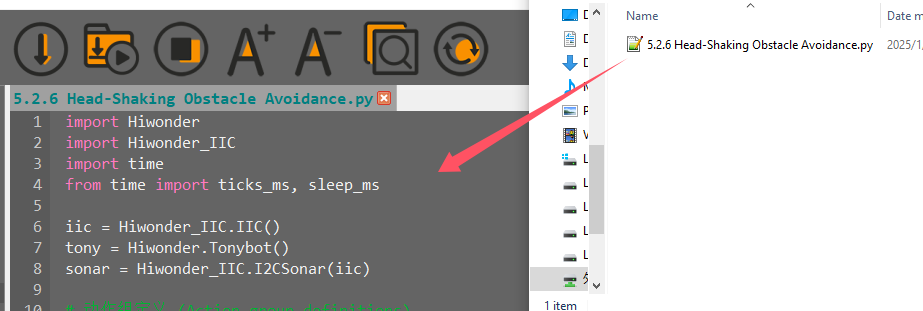 Name
Date m
5.2.6 Head-Shaking Obstacle Avoidance.py
2025/1
1 item
5.2.6 Head-Shaking Obstacle Avoidance.py
1 import Hiwonder
2 import Hiwonder_IIC
3 import time
4 from time import ticks_ms, sleep_ms
5
6 iic = Hiwonder_IIC.IIC()
7 tony = Hiwonder.Tonybot()
8 sonar = Hiwonder_IIC.I2CSonar(iic)
9
10